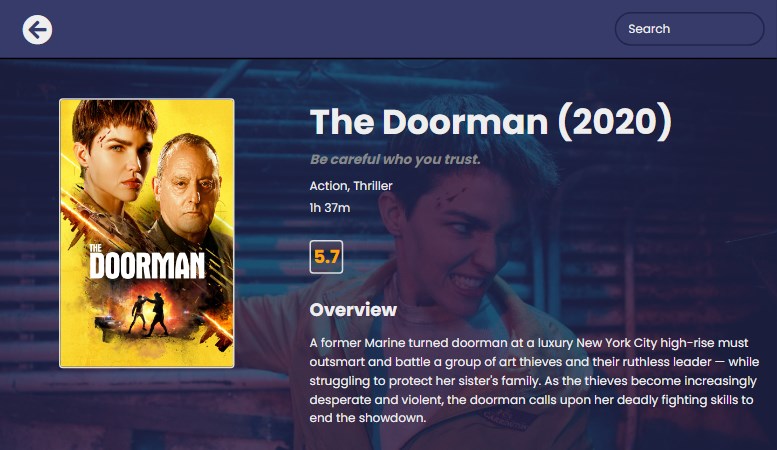 Search
The Doorman (2020)
Be careful who you trust.
Action, Thriller
1h 37m
5.7
THE
DOORMAN
Overview
A former Marine turned doorman at a luxury New York City high-rise must
outsmart and battle a group of art thieves and their ruthless leader — while
struggling to protect her sister's family. As the thieves become increasingly
desperate and violent, the doorman calls upon her deadly fighting skills to
end the showdown.